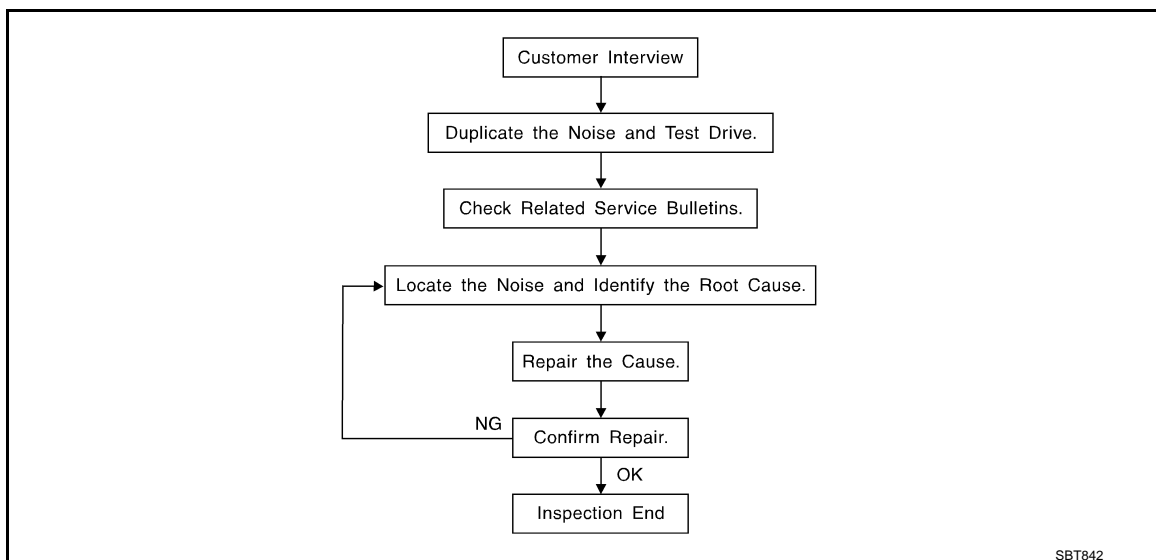 Customer Interview
Duplicate the Noise and Test Drive.
Check Related Service Bulletins.
Locate the Noise and Identify the Root Cause.
Repair the Cause.
NG
Confirm Repair.
OK
Inspection End
SBT842